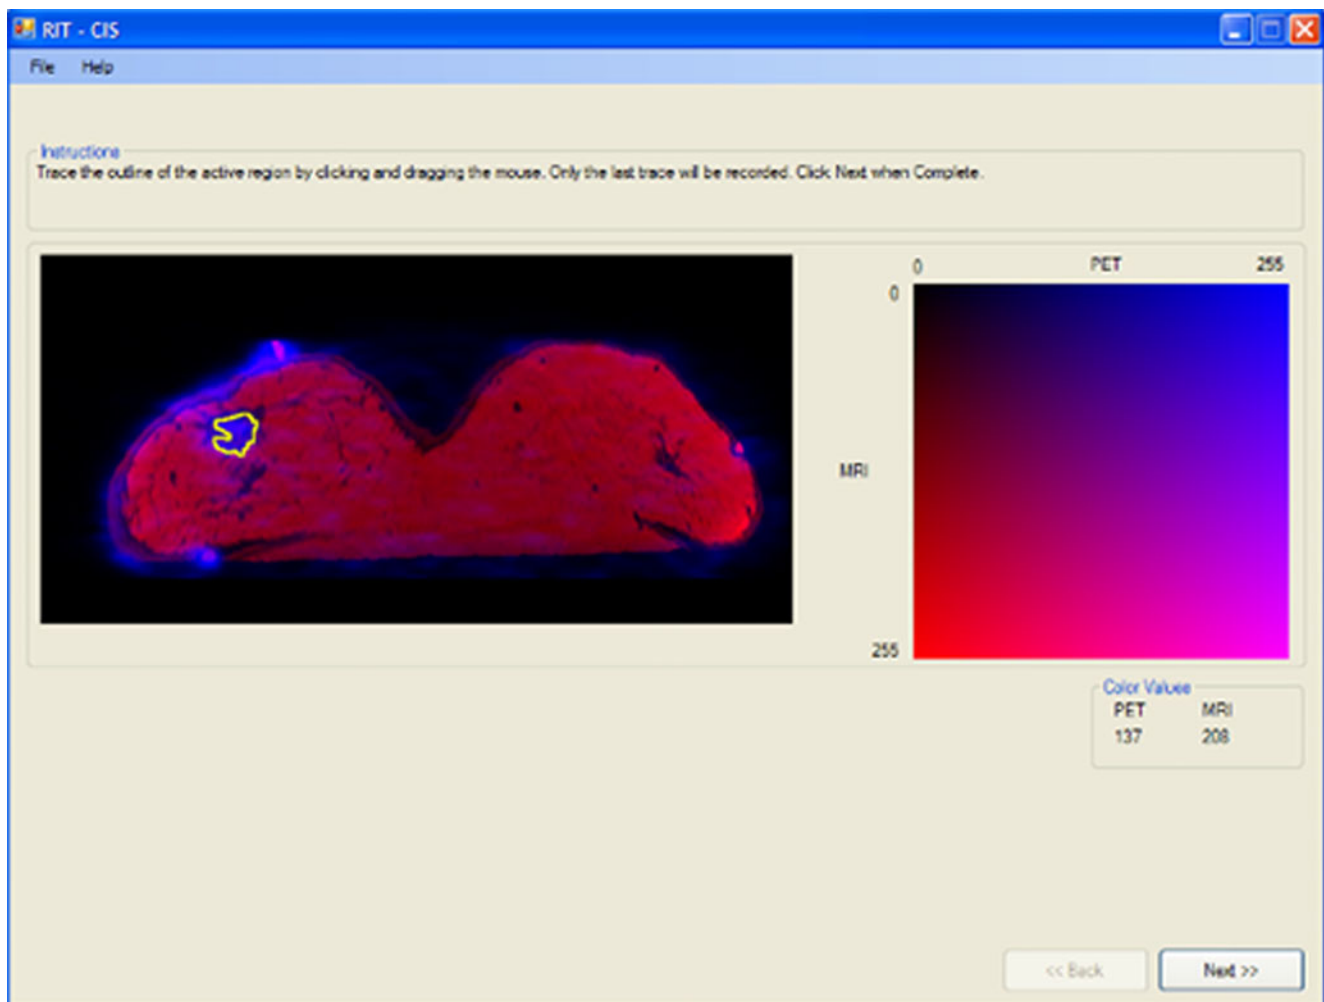 RIT - CIS
File Help
Instructions
Trace the outline of the active region by clicking and dragging the mouse. Only the last trace will be recorded. Click Next when Complete.
0 PET 255
0
MRI
255
Color Values
PET MRI
137 208
<< Back Next >>